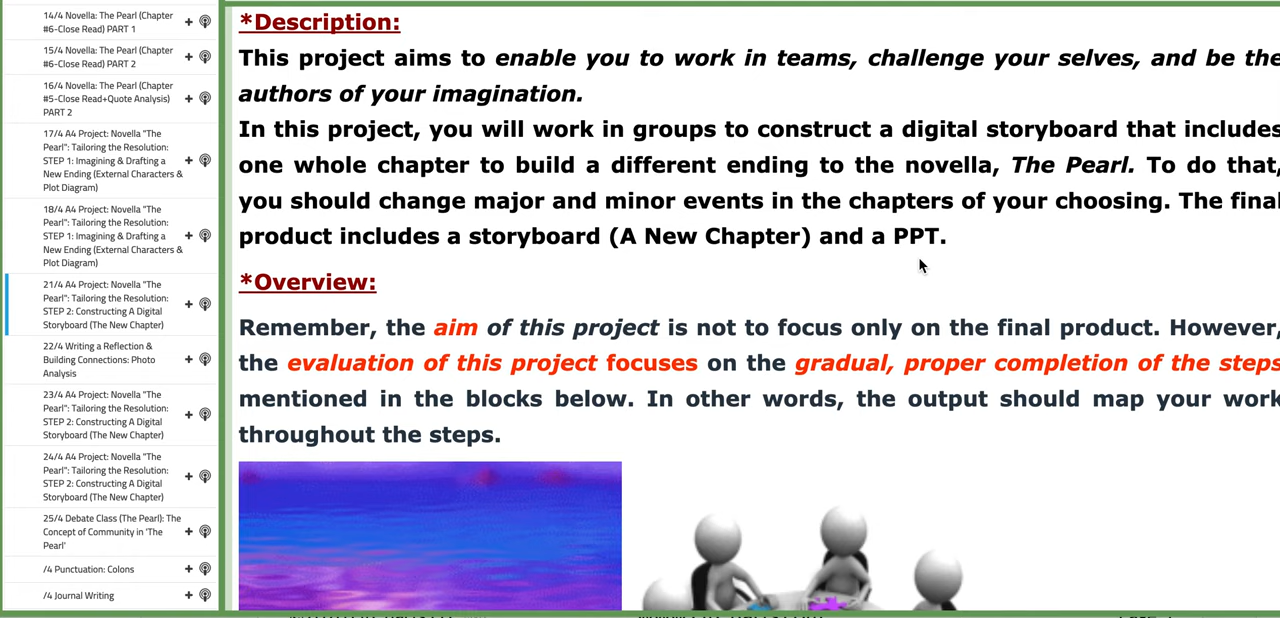 14/4 Novella: The Pearl (Chapter
#6-Close Read) PART 1
15/4 Novella: The Pearl (Chapter
#6-Close Read) PART 2
16/4 Novella: The Pearl (Chapter
#5-Close Read+Quote Analysis)
PART 2
17/4 A4 Project: Novella "The
Pearl": Tailoring the Resolution:
STEP 1: Imagining & Drafting a
New Ending (External Characters &
Plot Diagram)
18/4 A4 Project: Novella "The
Pearl": Tailoring the Resolution:
STEP 1: Imagining & Drafting a
New Ending (External Characters &
Plot Diagram)
21/4 A4 Project: Novella "The
Pearl": Tailoring the Resolution:
STEP 2: Constructing A Digital
Storyboard (The New Chapter)
22/4 Writing a Reflection &
Building Connections: Photo
Analysis
23/4 A4 Project: Novella "The
Pearl": Tailoring the Resolution:
STEP 2: Constructing A Digital
Storyboard (The New Chapter)
24/4 A4 Project: Novella "The
Pearl": Tailoring the Resolution:
STEP 2: Constructing A Digital
Storyboard (The New Chapter)
25/4 Debate Class (The Pearl): The
Concept of Community in 'The
Pearl'
/4 Punctuation: Colons
/4 Journal Writing
*Description:
This project aims to enable you to work in teams, challenge your selves, and be the
authors of your imagination.
In this project, you will work in groups to construct a digital storyboard that includes
one whole chapter to build a different ending to the novella, The Pearl. To do that,
you should change major and minor events in the chapters of your choosing. The final
product includes a storyboard (A New Chapter) and a PPT.
*Overview:
Remember, the aim of this project is not to focus only on the final product. However,
the evaluation of this project focuses on the gradual, proper completion of the steps
mentioned in the blocks below. In other words, the output should map your work
throughout the steps.